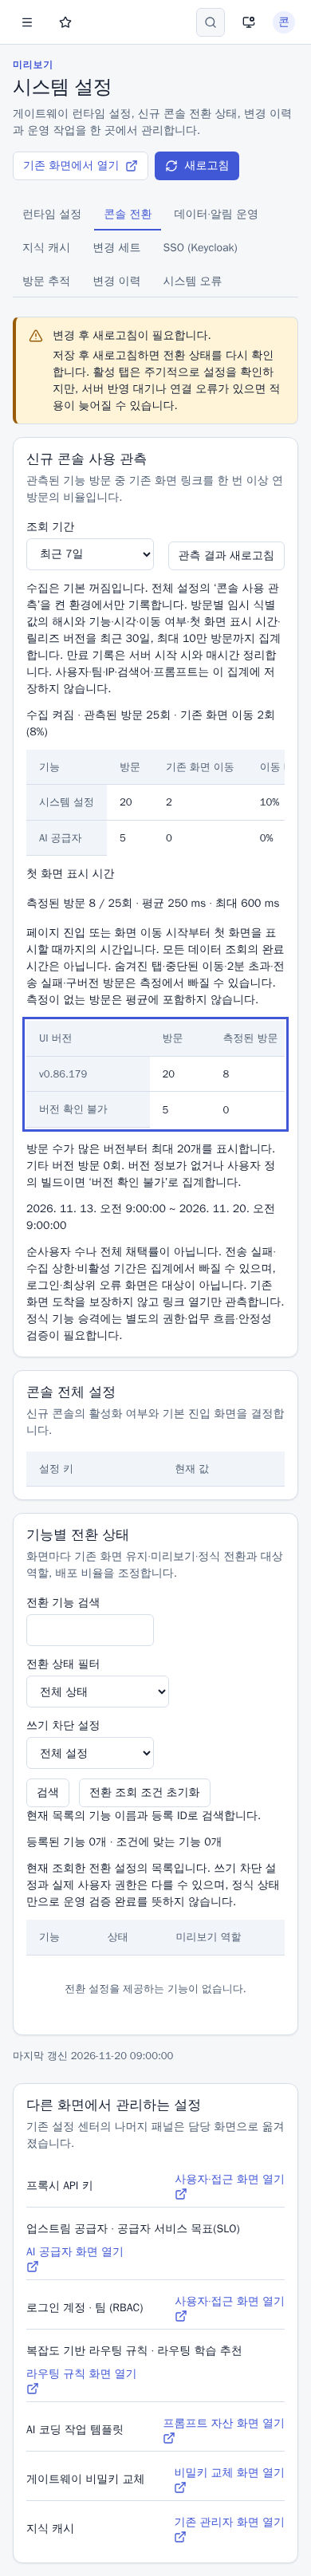 콘
미리보기
시스템 설정
게이트웨이 런타임 설정, 신규 콘솔 전환 상태, 변경 이력
과 운영 작업을 한 곳에서 관리합니다.
기존 화면에서 열기
새로고침
런타임 설정 콘솔 전환 데이터·알림 운영
지식 캐시 변경 세트 SSO (Keycloak)
방문 추적 변경 이력 시스템 오류
변경 후 새로고침이 필요합니다.
저장 후 새로고침하면 전환 상태를 다시 확인
합니다. 활성 탭은 주기적으로 설정을 확인하
지만, 서버 반영 대기나 연결 오류가 있으면 적
용이 늦어질 수 있습니다.
신규 콘솔 사용 관측
관측된 기능 방문 중 기존 화면 링크를 한 번 이상 연
방문의 비율입니다.
조회 기간
최근 7일
관측 결과 새로고침
수집은 기본 꺼짐입니다. 전체 설정의 ‘콘솔 사용 관
측’을 켠 환경에서만 기록합니다. 방문별 임시 식별
값의 해시와 기능·시각·이동 여부·첫 화면 표시 시간·
릴리즈 버전을 최근 30일, 최대 10만 방문까지 집계
합니다. 만료 기록은 서버 시작 시와 매시간 정리합
니다. 사용자·팀·IP·검색어·프롬프트는 이 집계에 저
장하지 않습니다.
수집 켜짐 · 관측된 방문 25회 · 기존 화면 이동 2회
(8%)
기능 방문 기존 화면 이동 이동
시스템 설정 20 2 10%
AI 공급자 5 0 0%
첫 화면 표시 시간
측정된 방문 8 / 25회 · 평균 250 ms · 최대 600 ms
페이지 진입 또는 화면 이동 시작부터 첫 화면을 표
시할 때까지의 시간입니다. 모든 데이터 조회의 완료
시간은 아닙니다. 숨겨진 탭·중단된 이동·2분 초과·전
송 실패·구버전 방문은 측정에서 빠질 수 있습니다.
측정이 없는 방문은 평균에 포함하지 않습니다.
UI 버전 방문 측정된 방문
v0.86.179 20 8
버전 확인 불가 5 0
방문 수가 많은 버전부터 최대 20개를 표시합니다.
기타 버전 방문 0회. 버전 정보가 없거나 사용자 정
의 빌드이면 ‘버전 확인 불가’로 집계합니다.
2026. 11. 13. 오전 9:00:00 ~ 2026. 11. 20. 오전
9:00:00
순사용자 수나 전체 채택률이 아닙니다. 전송 실패·
수집 상한·비활성 기간은 집계에서 빠질 수 있으며,
로그인·최상위 오류 화면은 대상이 아닙니다. 기존
화면 도착을 보장하지 않고 링크 열기만 관측합니다.
정식 기능 승격에는 별도의 권한·업무 흐름·안정성
검증이 필요합니다.
콘솔 전체 설정
신규 콘솔의 활성화 여부와 기본 진입 화면을 결정합니
다.
설정 키 현재 값
기능별 전환 상태
화면마다 기존 화면 유지·미리보기·정식 전환과 대상
역할, 배포 비율을 조정합니다.
전환 기능 검색
전환 상태 필터
전체 상태
쓰기 차단 설정
전체 설정
검색 전환 조회 조건 초기화
현재 목록의 기능 이름과 등록 ID로 검색합니다.
등록된 기능 0개 · 조건에 맞는 기능 0개
현재 조회한 전환 설정의 목록입니다. 쓰기 차단 설
정과 실제 사용자 권한은 다를 수 있으며, 정식 상태
만으로 운영 검증 완료를 뜻하지 않습니다.
기능 상태 미리보기 역할
전환 설정을 제공하는 기능이 없습니다.
마지막 갱신 2026-11-20 09:00:00
다른 화면에서 관리하는 설정
기존 설정 센터의 나머지 패널은 담당 화면으로 옮겨
졌습니다.
프록시 API 키 사용자·접근 화면 열기
업스트림 공급자 · 공급자 서비스 목표(SLO)
AI 공급자 화면 열기
로그인 계정 · 팀 (RBAC) 사용자·접근 화면 열기
복잡도 기반 라우팅 규칙 · 라우팅 학습 추천
라우팅 규칙 화면 열기
AI 코딩 작업 템플릿 프롬프트 자산 화면 열기
게이트웨이 비밀키 교체 비밀키 교체 화면 열기
지식 캐시 기존 관리자 화면 열기